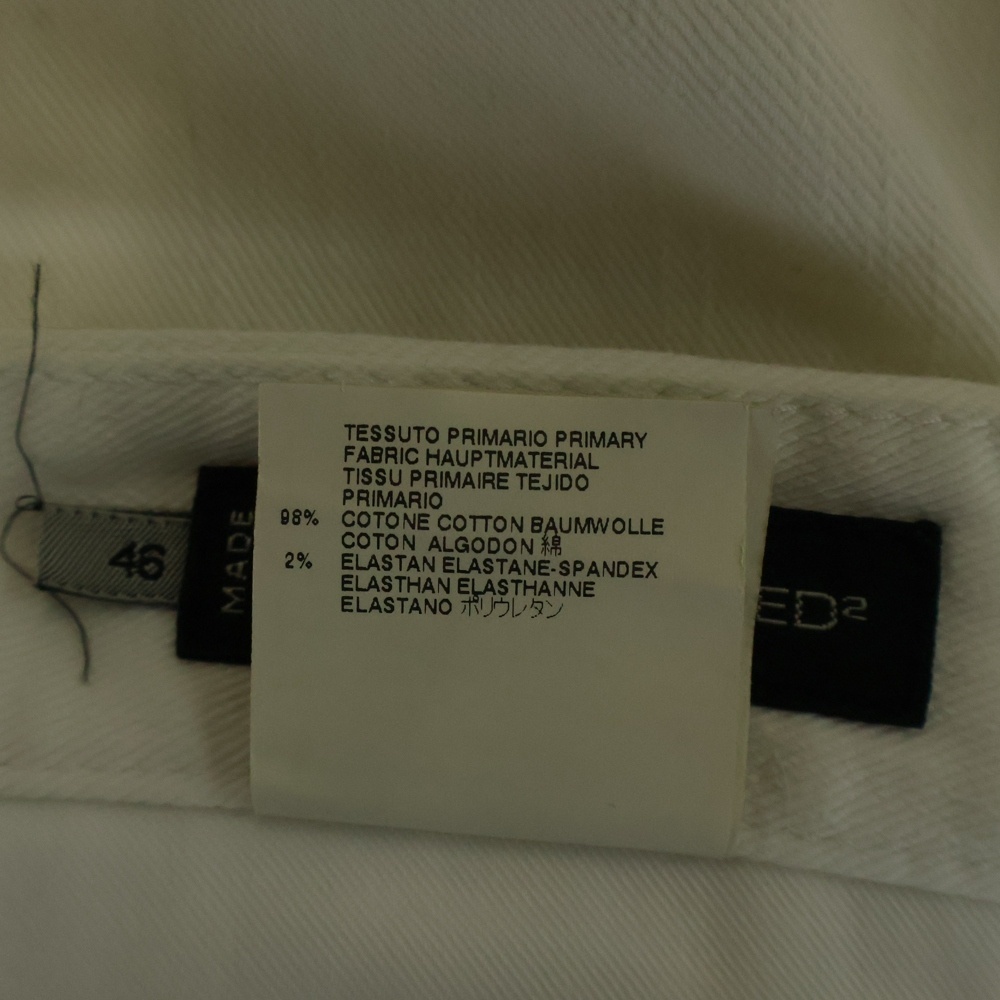 TESSUTO PRIMARIO PRIMARY
FABRIC HAUPTMATERIAL
TISSU PRIMAIRE TEJIDO
PRIMARIO
98% COTONE COTTON BAUMWOLLE
COTON ALGODON 綿
2% ELASTAN ELASTANE-SPANDEX
ELASTHAN ELASTHANNE
ELASTANO ポリウレタン
46
MADE
ED2